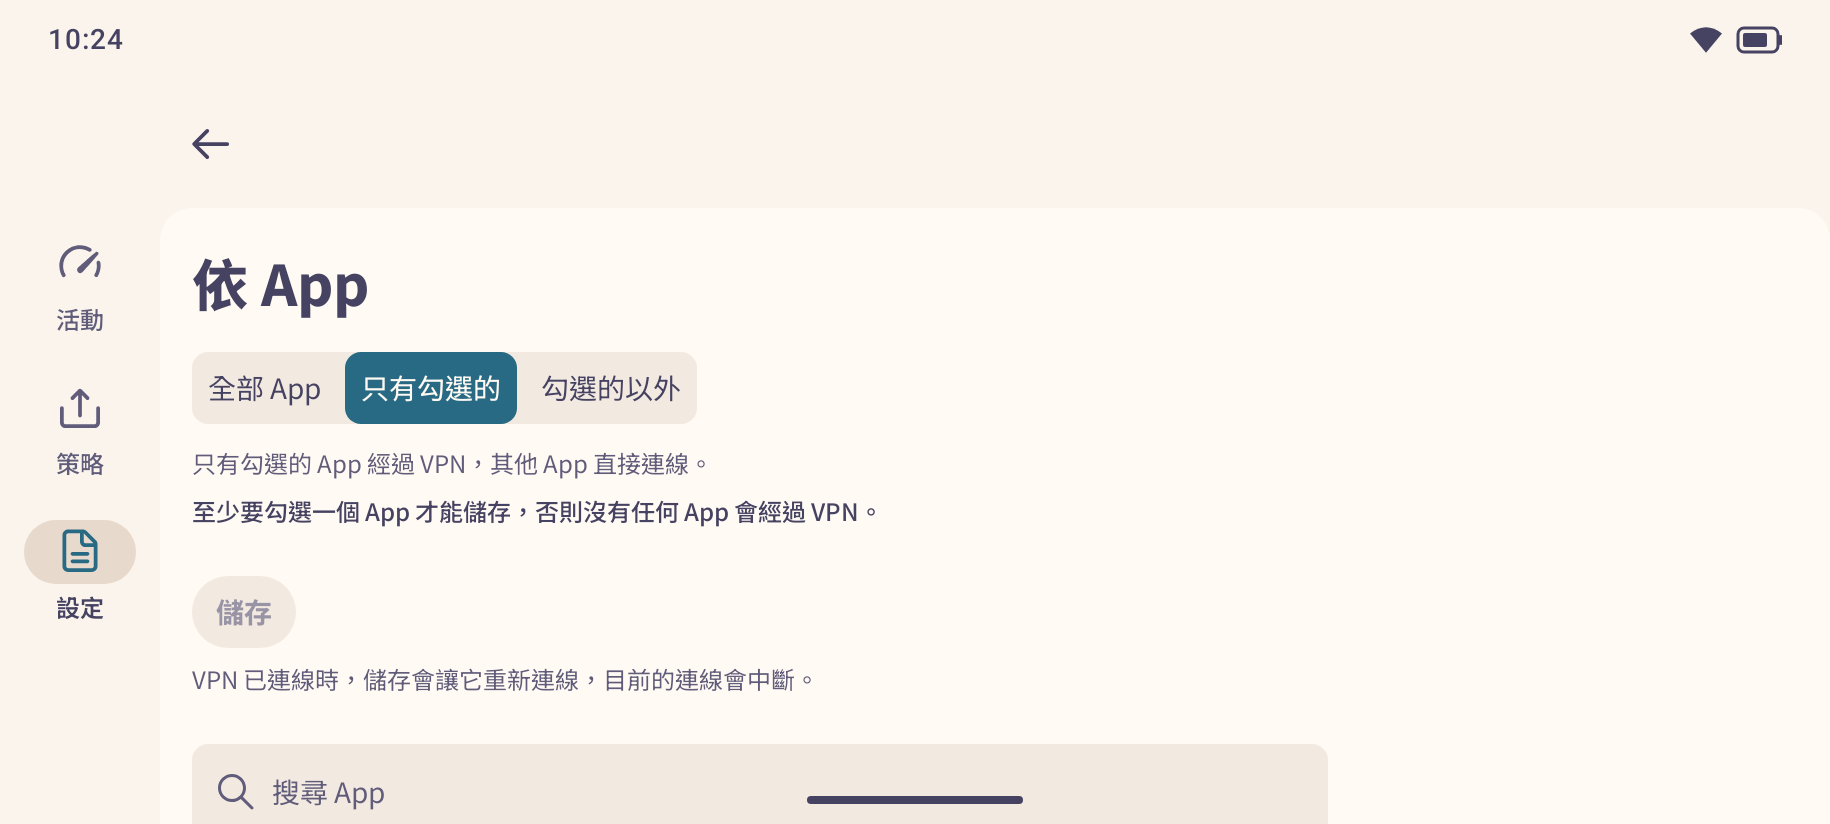 10:24
活動
策略
設定
依 App
全部 App
只有勾選的
勾選的以外
只有勾選的 App 經過 VPN，其他 App 直接連線。
至少要勾選一個 App 才能儲存，否則沒有任何 App 會經過 VPN。
儲存
VPN 已連線時，儲存會讓它重新連線，目前的連線會中斷。
搜尋 App